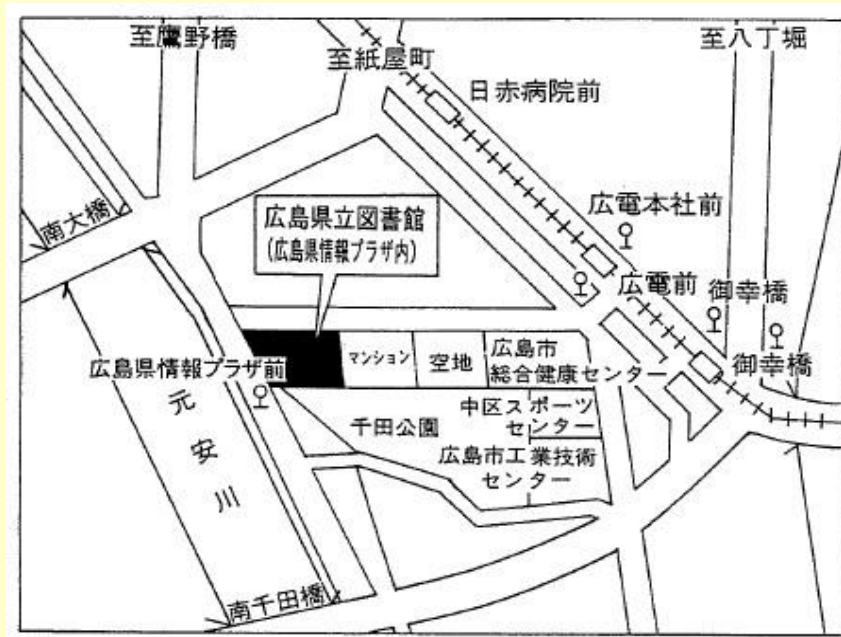 至鷹野橋
至紙屋町
至八丁堀
日赤病院前
南大橋
広島県立図書館
(広島県情報プラザ内)
広電本社前
広電前
御幸橋
広島県情報プラザ前
マンション
空地
広島市
総合健康センター
御幸橋
元安川
千田公園
中区スポーツ
センター
広島市工業技術
センター
南千田橋